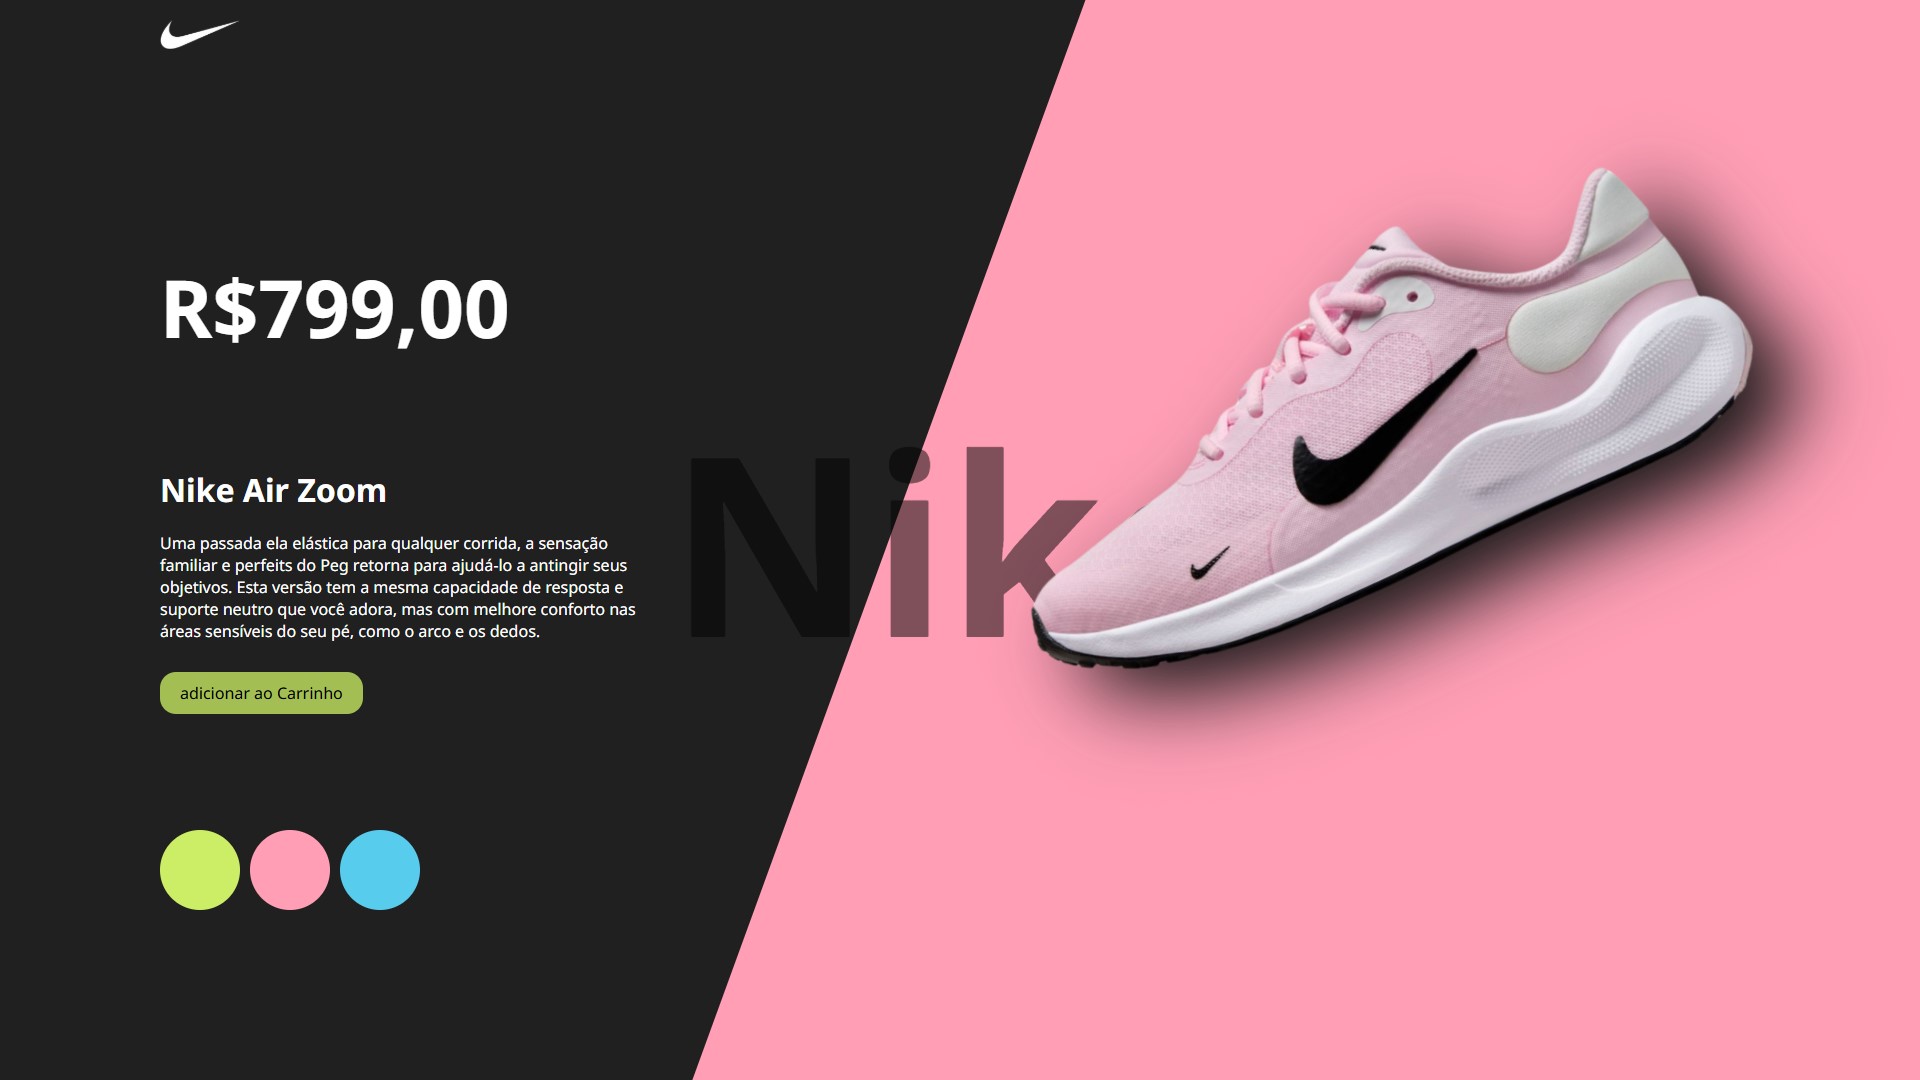 R$799,00
Nike Air Zoom
Uma passada ela elástica para qualquer corrida, a sensação
familiar e perfeits do Peg retorna para ajudá-lo a antingir seus
objetivos. Esta versão tem a mesma capacidade de resposta e
suporte neutro que você adora, mas com melhore conforto nas
áreas sensíveis do seu pé, como o arco e os dedos.
Nik
adicionar ao Carrinho